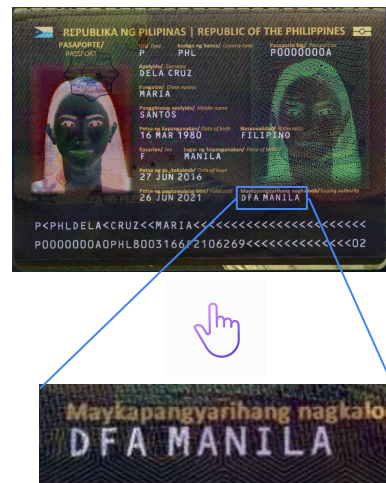 REPUBLIKA NG PILIPINAS | REPUBLIC OF THE PHILIPPINES
PASAPORTE/
PASSPORT
Uri/ Type
Kodigo ng bansa/ Country code
Pasaporte blg/ Passport no.
P
PHL
P0000000A
Apelyido/ Surname
DELA CRUZ
Pangalan/ Given names
MARIA
Panggitnang apelyido/ Middle name
SANTOS
Petsa ng kapanganakan/ Date of birth
Nasyonalidad/ Nationality
16 MAR 1980
FILIPINO
Kasarian/ Sex
Lugar ng kapanganakan/ Place of birth
F
MANILA
Petsa ng pagkakaloob/ Date of issue
27 JUN 2016
Petsa ng pagkawalang bisa/ Valid until
Maykapangyarihang nagkaloob/ Issuing authority
26 JUN 2021
DFA MANILA
P<PHLDELA<CRUZ<<MARIA<<<<<<<<<<<<<<<<<<<<<<<
P0000000A0PHL8003166F2106269<<<<<<<<<<<<<<02
Maykapangyarihang nagkalo
DFA MANILA